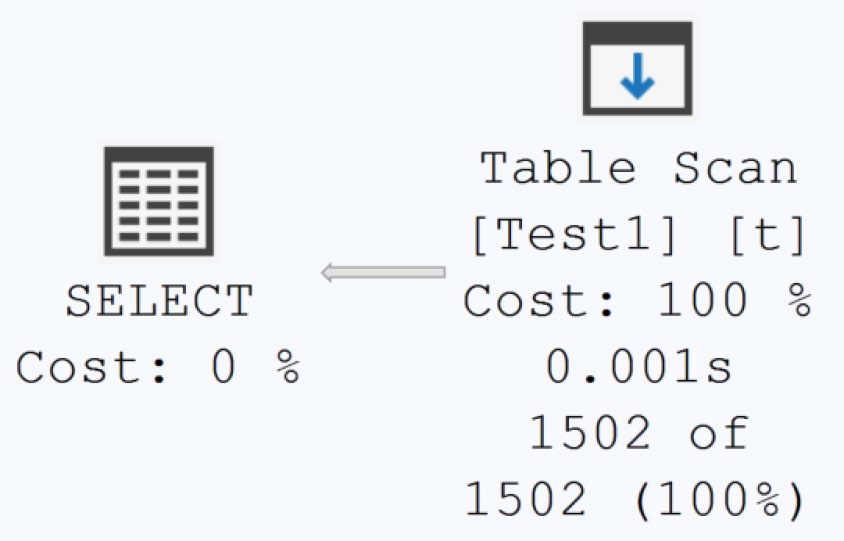 SELECT
Cost: 0 %
Table Scan
[Test1] [t]
Cost: 100 %
0.001s
1502 of
1502 (100%)